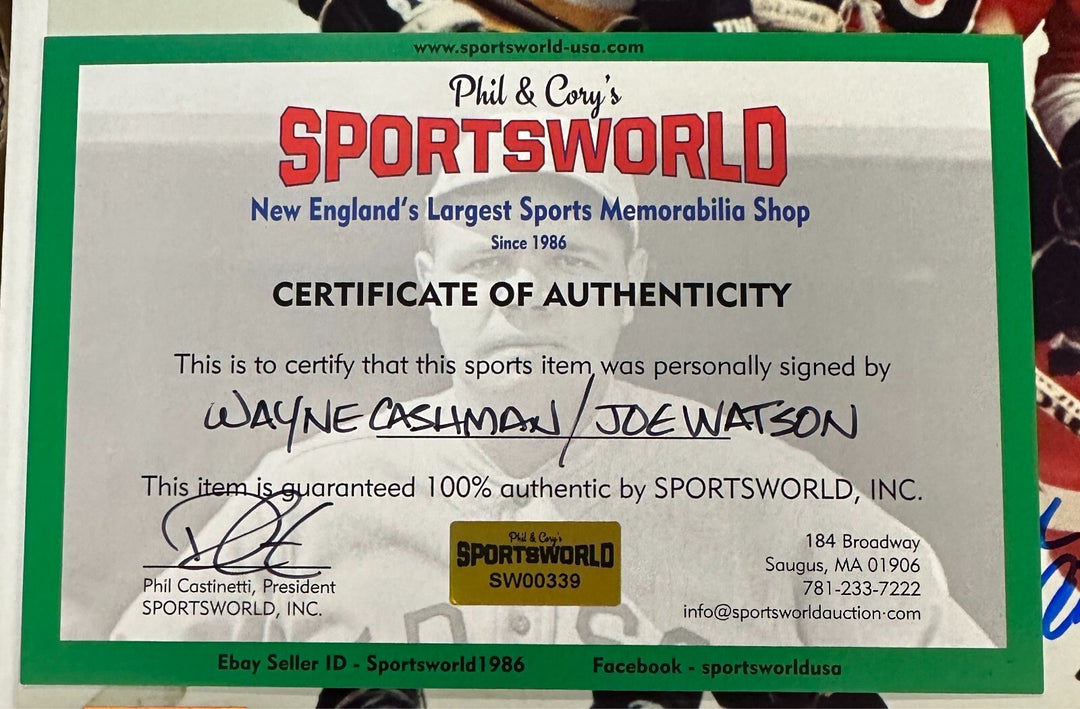 www.sportsworld-usa.com
Phil & Cory's
SPORTSWORLD
New England's Largest Sports Memorabilia Shop
Since 1986
CERTIFICATE OF AUTHENTICITY
This is to certify that this sports item was personally signed by
WAYNE CASHMAN / JOE WATSON
This item is guaranteed 100% authentic by SPORTSWORLD, INC.
Phil Castinetti, President
SPORTSWORLD, INC.
Phil & Cory's
SPORTSWORLD
SW00339
184 Broadway
Saugus, MA 01906
781-233-7222
info@sportsworldauction.com
Ebay Seller ID - Sportsworld1986
Facebook - sportsworldusa